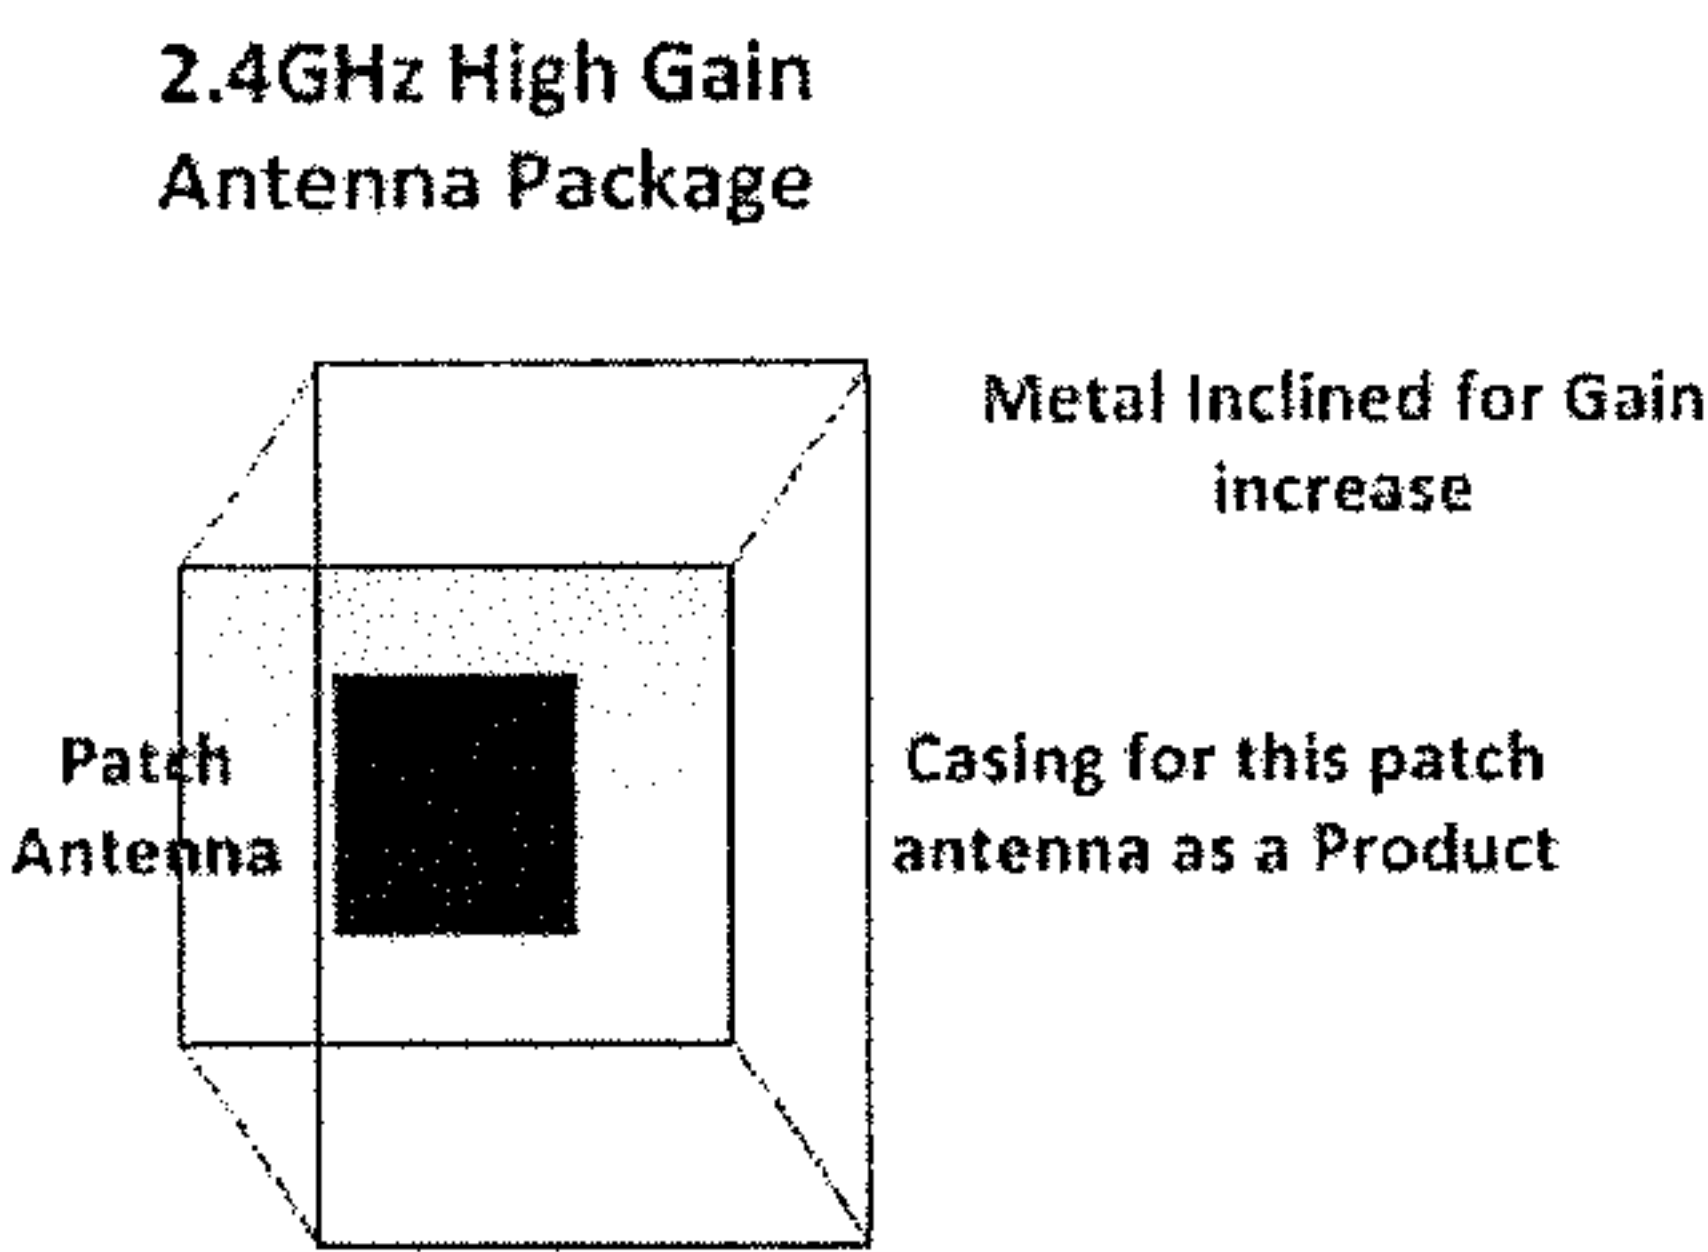 2.4GHz High Gain
Antenna Package
Metal Inclined for Gain
increase
Patch
Antenna
Casing for this patch
antenna as a Product